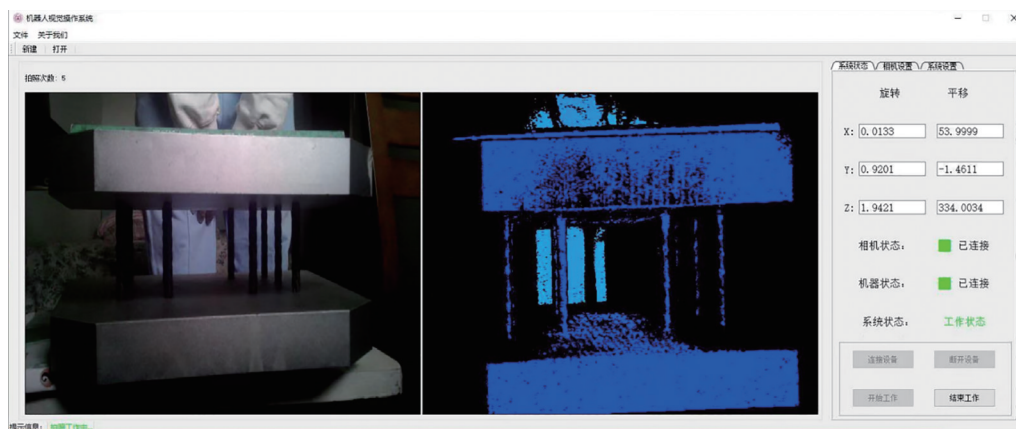 机器人视觉操作系统
文件 关于我们
新建 打开
拍照次数: 5
系统状态 相机设置 系统设置
旋转 平移
X: 0.0133 53.9999
Y: 0.9201 -1.4611
Z: 1.9421 334.0034
相机状态: 已连接
机器状态: 已连接
系统状态: 工作状态
连接设备 断开设备
开始工作 结束工作
提示信息: